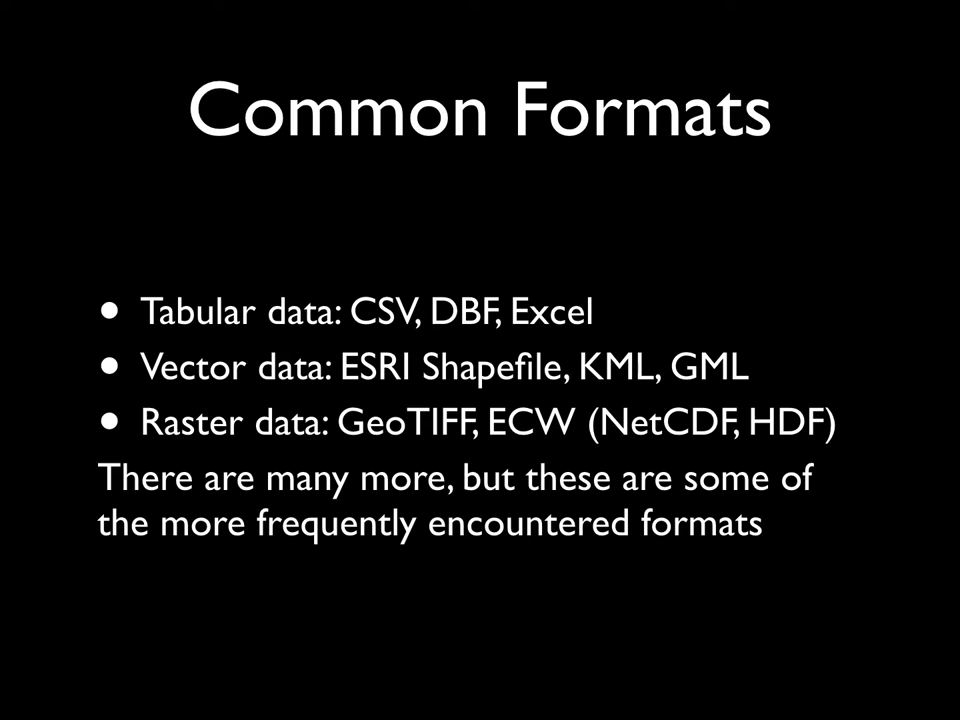 Common Formats
• Tabular data: CSV, DBF, Excel
• Vector data: ESRI Shapefile, KML, GML
• Raster data: GeoTIFF, ECW (NetCDF, HDF)
There are many more, but these are some of
the more frequently encountered formats